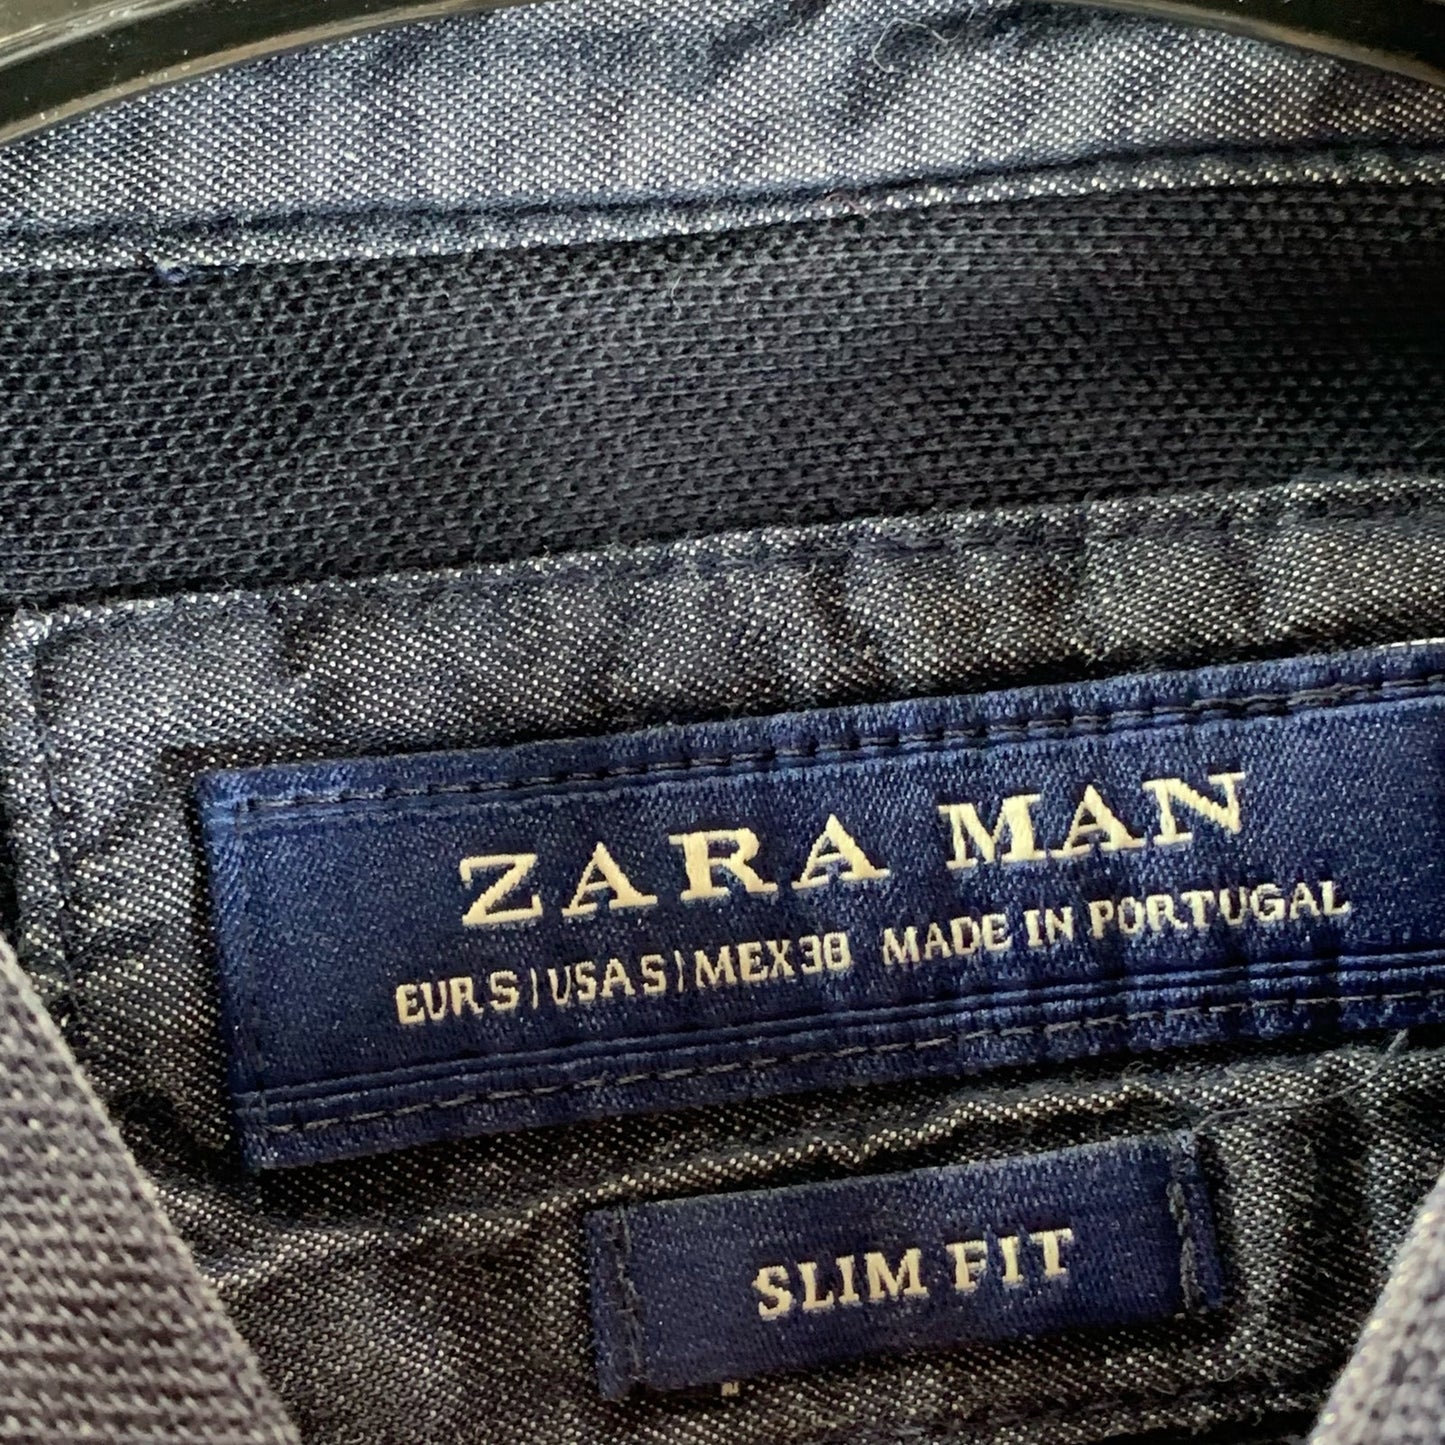 ZARA MAN
EUR S | USA S | MEX 38 MADE IN PORTUGAL
SLIM FIT